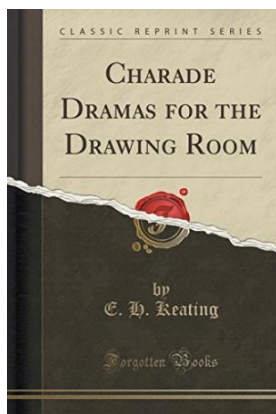 CLASSIC REPRINT SERIES
CHARADE
DRAMAS FOR THE
DRAWING ROOM
by
E. H. Keating
Forgotten Books